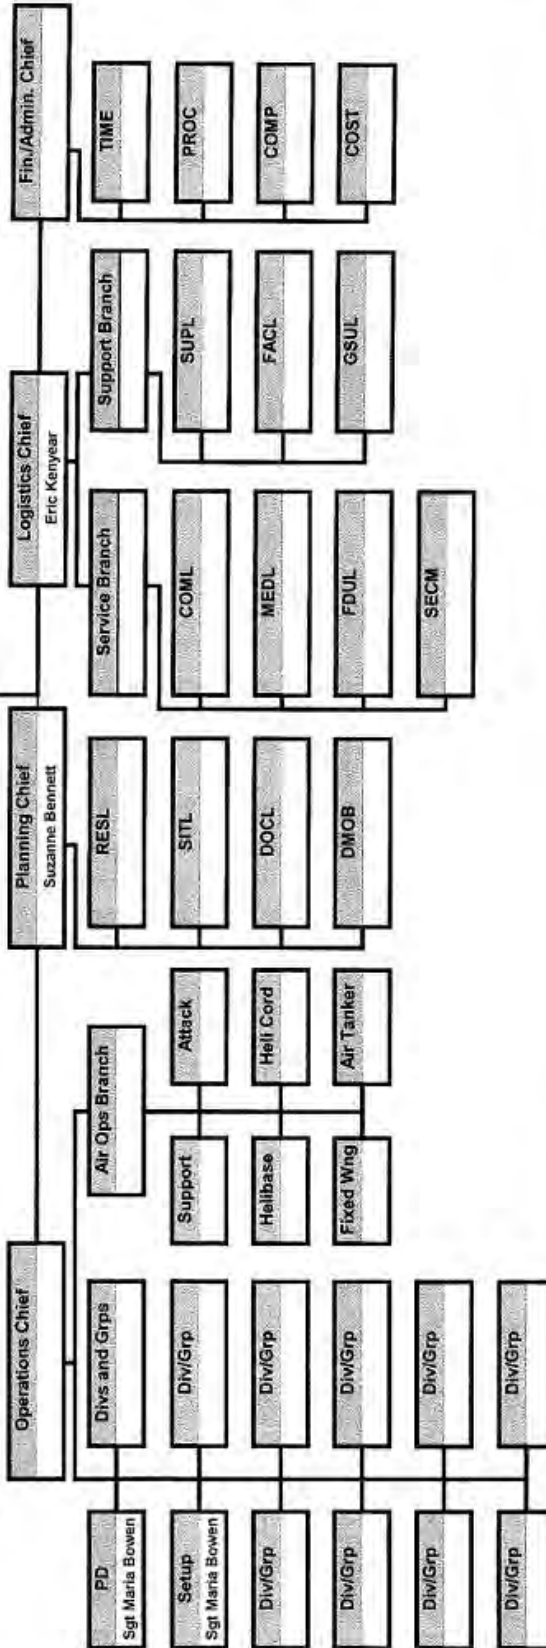 Operations Chief
Planning Chief
Suzanne Bennett
Logistics Chief
Eric Kenyear
Fin./Admin. Chief
PD
Sgt Maria Bowen
Divs and Grps
Air Ops Branch
RESL
Service Branch
Support Branch
TIME
Setup
Sgt Maria Bowen
Div/Grp
Support
Attack
SITL
COML
SUPL
PROC
Div/Grp
Div/Grp
Helibase
Heli Cord
DOCL
MEDL
FACL
COMP
Div/Grp
Div/Grp
Fixed Wng
Air Tanker
DMOB
FDUL
GSUL
COST
Div/Grp
Div/Grp
SECM
Div/Grp
Div/Grp